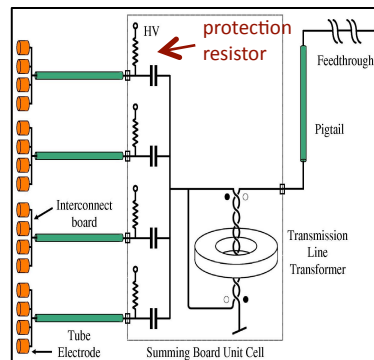 HV
protection
resistor
Feedthrough
Pigtail
Interconnect
board
Transmission
Line
Transformer
Tube
Electrode
Summing Board Unit Cell